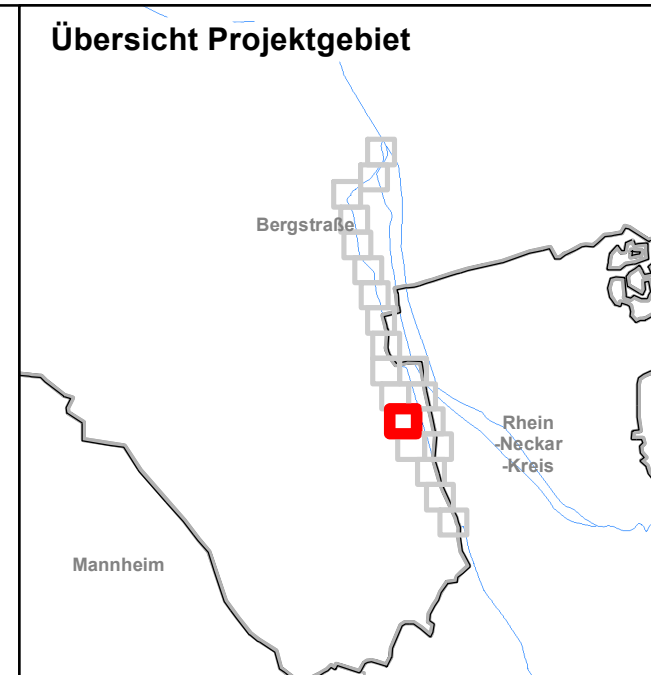 Übersicht Projektgebiet
Bergstraße
Rhein
-Neckar
-Kreis
Mannheim